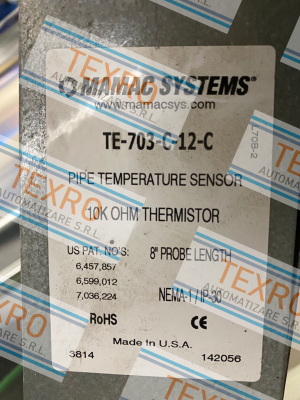 MAMAC SYSTEMS®
www.mamacsys.com
TE-703-C-12-C
PIPE TEMPERATURE SENSOR
10K OHM THERMISTOR
US PAT. NO'S:
6,457,857
6,599,012
7,036,224
8" PROBE LENGTH
NEMA-1 / IP-30
RoHS
CE
Made In U.S.A.
3814
142056
TEXRO
AUTOMATIZARE S.R.L.